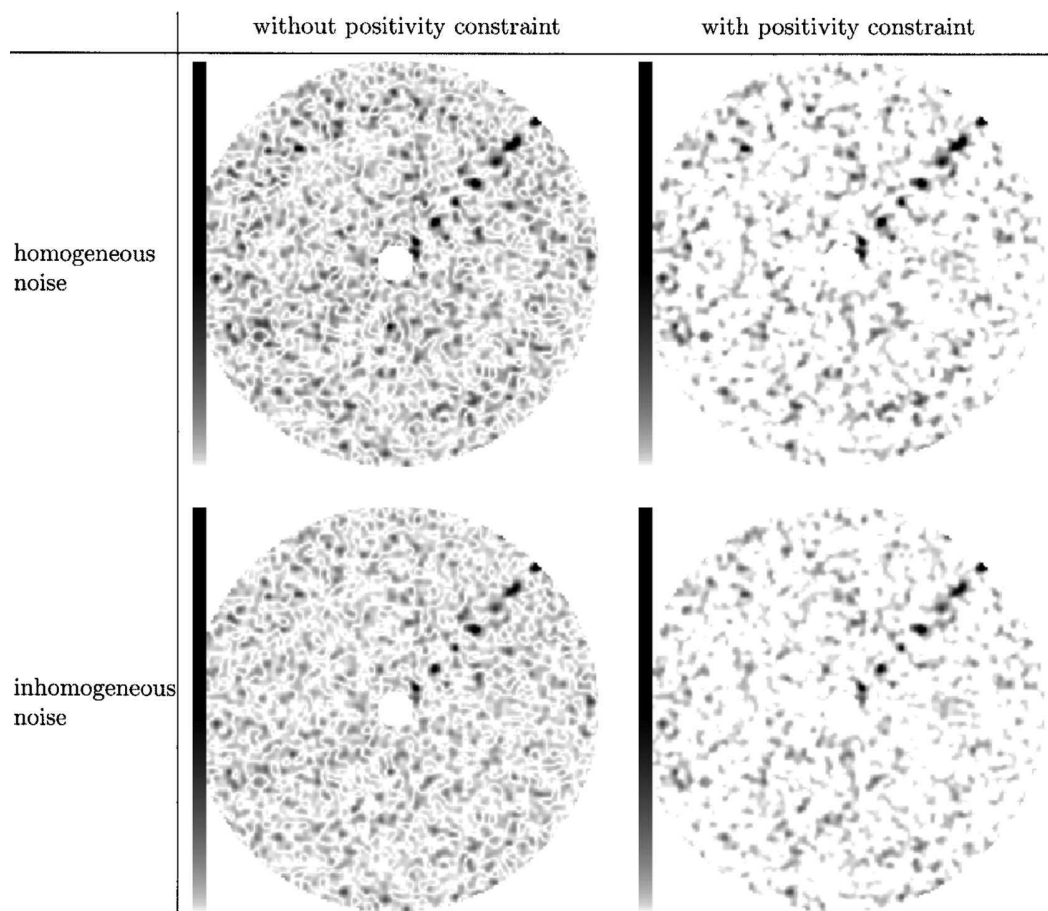 without positivity constraint
with positivity constraint
homogeneous
noise
inhomogeneous
noise